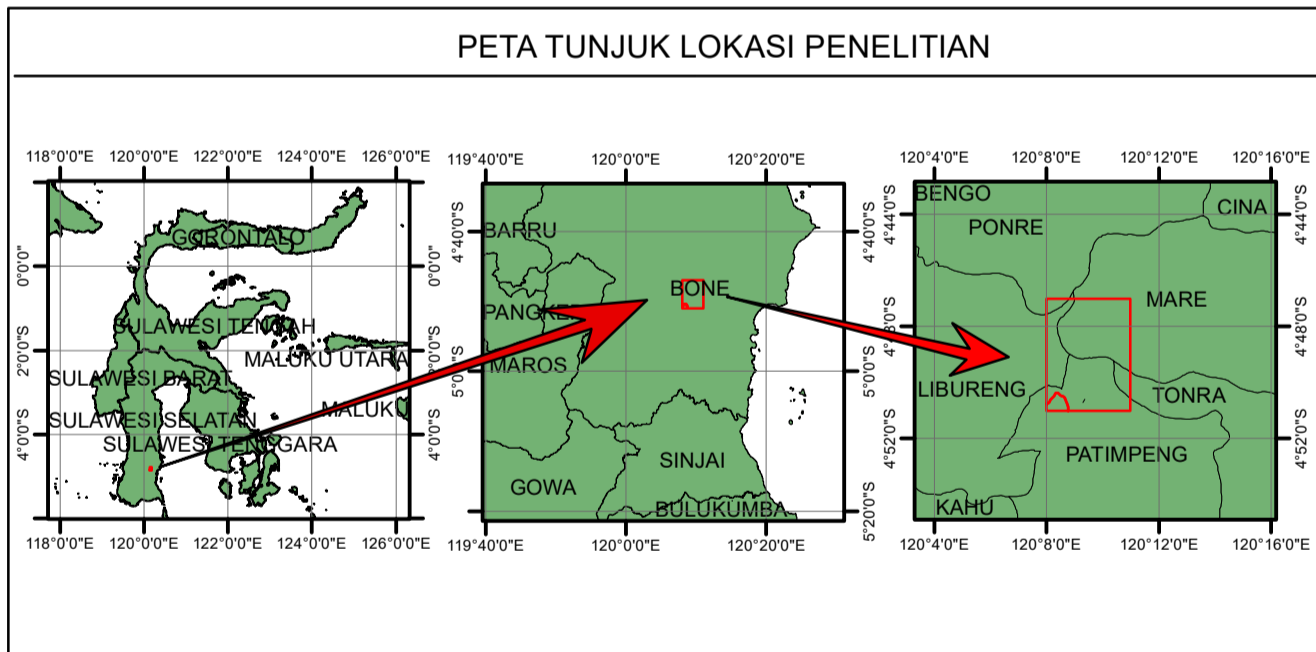 PETA TUNJUK LOKASI PENELITIAN
118°0'0"E 120°0'0"E 122°0'0"E 124°0'0"E 126°0'0"E
0°0'0"
2°0'0"S
4°0'0"S
GORONTALO
SULAWESI TENGAH
MALUKU UTARA
SULAWESI BARAT
SULAWESI SELATAN
MALUKU
SULAWESI TENGGARA
0°0'0"
4°0'0"S
118°0'0"E 120°0'0"E 122°0'0"E 124°0'0"E 126°0'0"E
119°40'0"E 120°0'0"E 120°20'0"E
BARRU
BONE
MAROS
SINJAI
GOWA
BULUKUMBA
4°40'0"S
5°0'0"S
5°20'0"S
4°40'0"S
5°0'0"S
5°20'0"S
119°40'0"E 120°0'0"E 120°20'0"E
120°4'0"E 120°8'0"E 120°12'0"E 120°16'0"E
BENGO
CINA
PONRE
MARE
LIBURENG
TONRA
PATIMPENG
KAHU
4°44'0"S
4°52'0"S
4°44'0"S
4°48'0"S
4°52'0"S
120°4'0"E 120°8'0"E 120°12'0"E 120°16'0"E